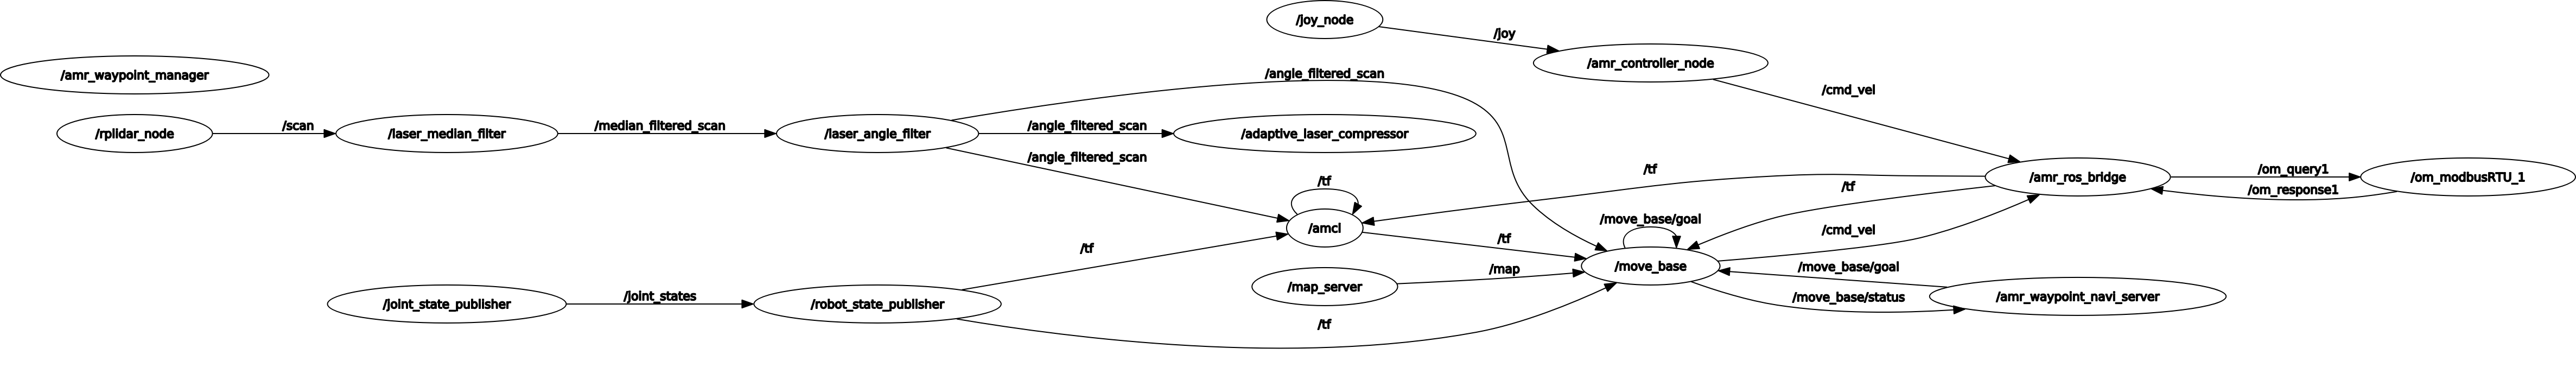 /joy_node
/joy
/amr_controller_node
/amr_waypoint_manager
/angle_filtered_scan
/cmd_vel
/rplidar_node
/scan
/laser_median_filter
/median_filtered_scan
/laser_angle_filter
/angle_filtered_scan
/adaptive_laser_compressor
/angle_filtered_scan
/tf
/tf
/tf
/amr_ros_bridge
/om_query1
/om_response1
/om_modbusRTU_1
/amcl
/move_base/goal
/cmd_vel
/tf
/tf
/move_base
/map_server
/map
/move_base/goal
/move_base/status
/amr_waypoint_navi_server
/joint_state_publisher
/joint_states
/robot_state_publisher
/tf